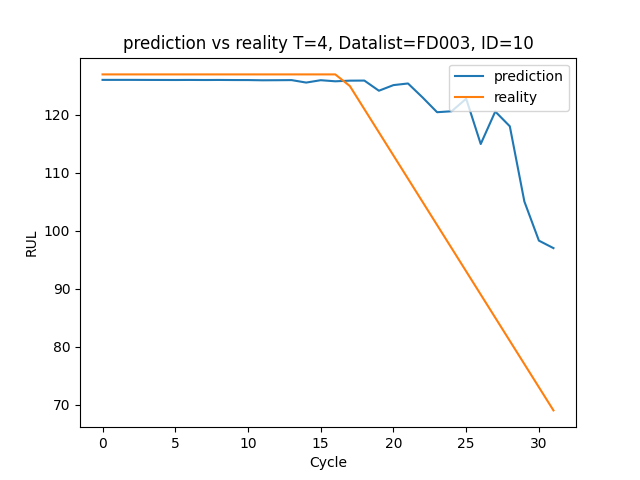 prediction vs reality T=4, Datalist=FD003, ID=10
prediction
reality
RUL
120
110
100
90
80
70
0 5 10 15 20 25 30
Cycle